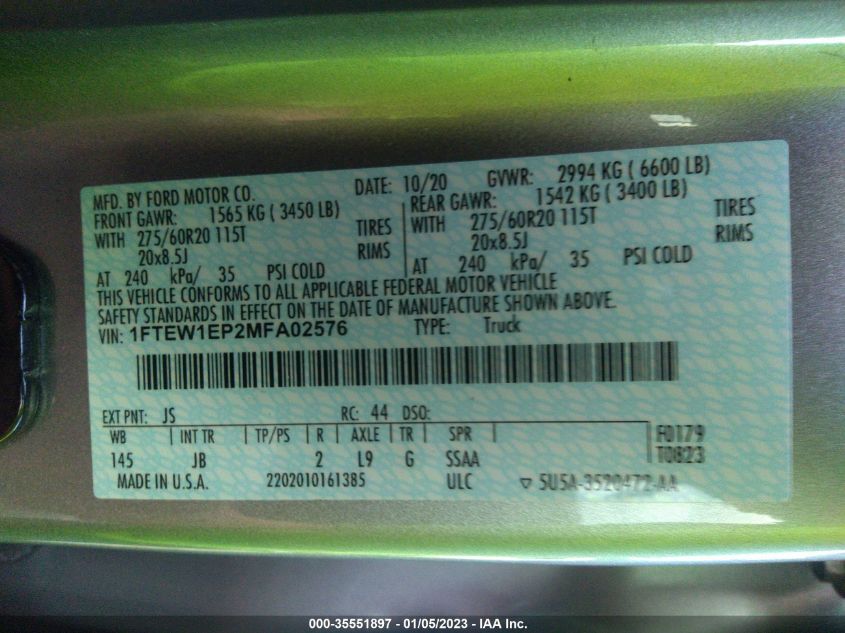 MFD. BY FORD MOTOR CO. DATE: 10/20 GVWR: 2994 KG ( 6600 LB)
FRONT GAWR: 1565 KG ( 3450 LB) REAR GAWR: 1542 KG ( 3400 LB)
WITH 275/60R20 115T TIRES WITH 275/60R20 115T TIRES
20x8.5J RIMS 20x8.5J RIMS
AT 240 kPa/ 35 PSI COLD AT 240 kPa/ 35 PSI COLD
THIS VEHICLE CONFORMS TO ALL APPLICABLE FEDERAL MOTOR VEHICLE
SAFETY STANDARDS IN EFFECT ON THE DATE OF MANUFACTURE SHOWN ABOVE.
VIN: 1FTEW1EP2MFA02576 TYPE: Truck
EXT PNT: JS RC: 44 DSO:
WB INT TR TP/PS R AXLE TR SPR F0179
145 JB 2 L9 G SSAA T0823
MADE IN U.S.A. 2202010161385 ULC ▽ 5U5A-3520472-AA
000-35551897 - 01/05/2023 - IAA Inc.